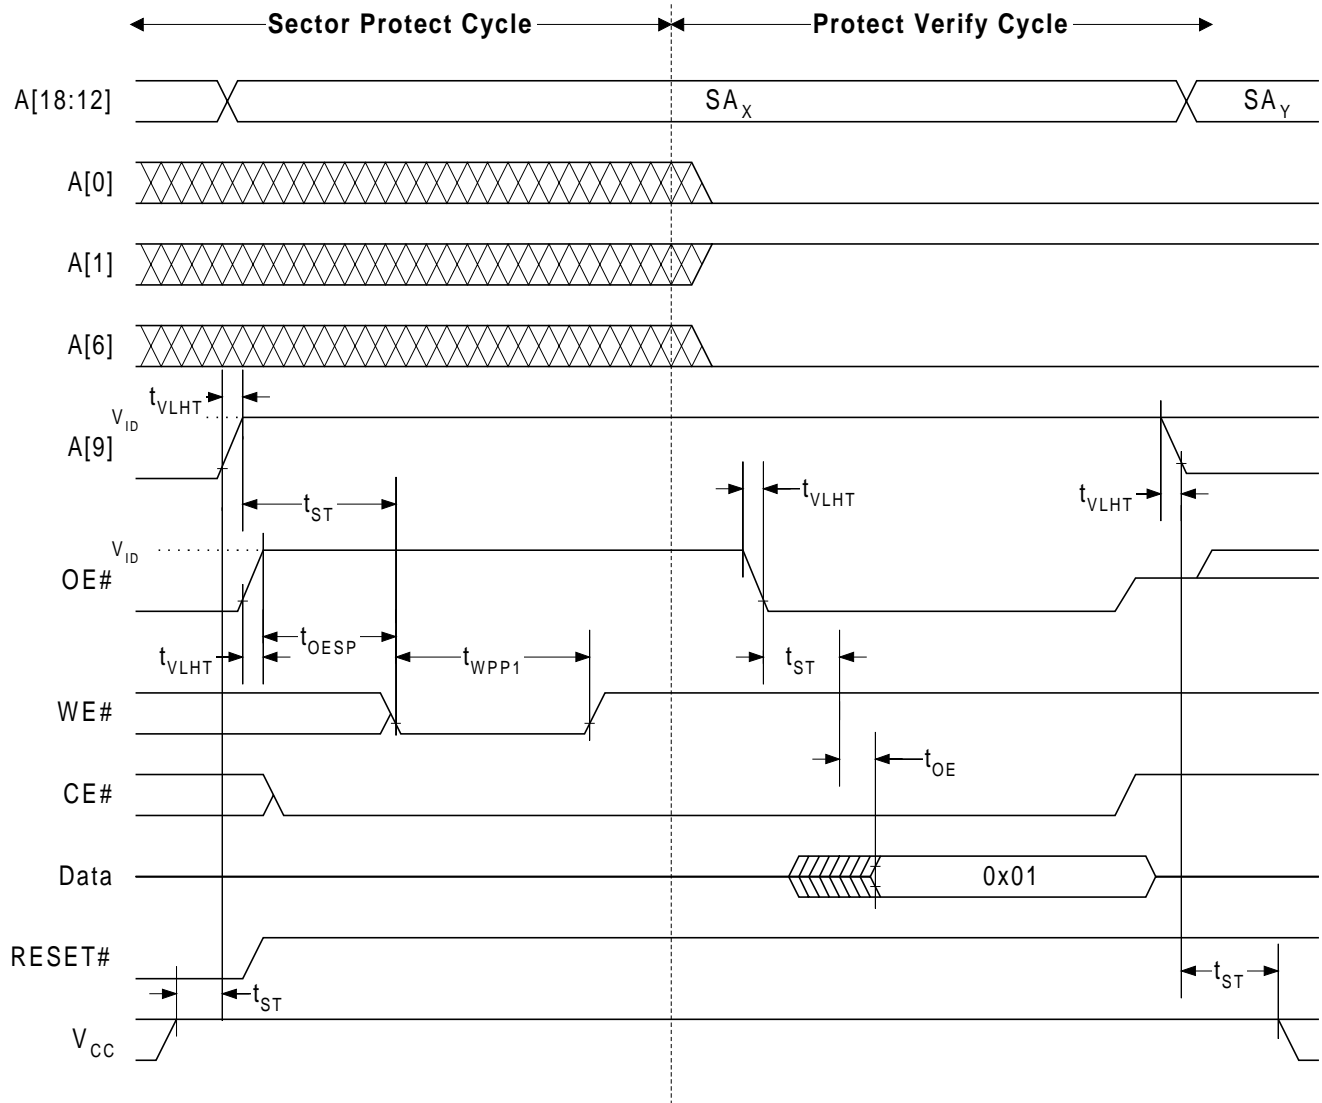 Sector Protect Cycle Protect Verify Cycle
A[18:12] SAX SAY
A[0]
A[1]
A[6]
tVLHT
VID
A[9]
tST tVLHT tVLHT
VID
OE#
tVLHT tOESP tWPP1 tST
WE#
tOE
CE#
Data 0x01
RESET#
tST tST
VCC